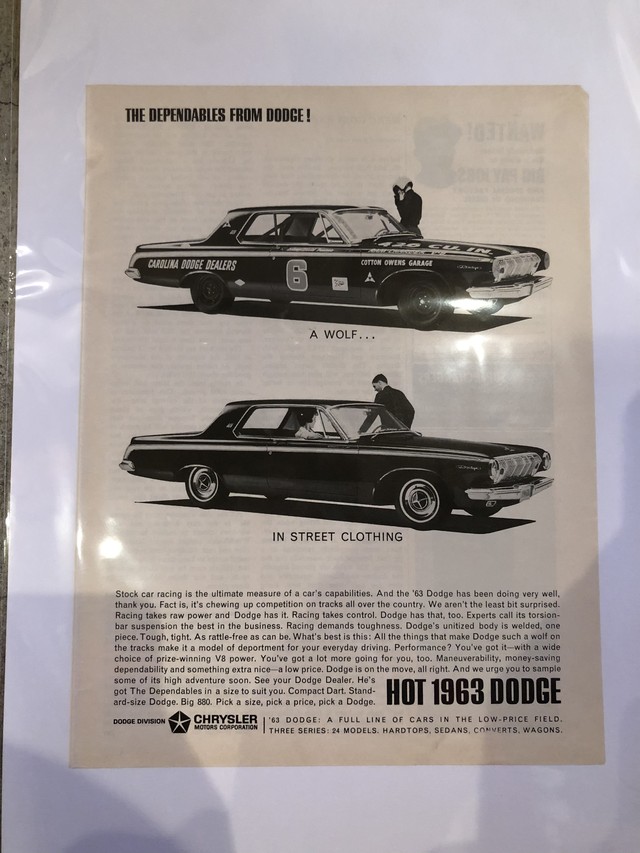 THE DEPENDABLES FROM DODGE!
426 CU. IN.
CAROLINA DODGE DEALERS
6
COTTON OWENS GARAGE
Dodge
A WOLF...
Dodge
IN STREET CLOTHING
Stock car racing is the ultimate measure of a car's capabilities. And the '63 Dodge has been doing very well,
thank you. Fact is, it's chewing up competition on tracks all over the country. We aren't the least bit surprised.
Racing takes raw power and Dodge has it. Racing takes control. Dodge has that, too. Experts call its torsion-
bar suspension the best in the business. Racing demands toughness. Dodge's unitized body is welded, one
piece. Tough, tight. As rattle-free as can be. What's best is this: All the things that make Dodge such a wolf on
the tracks make it a model of deportment for your everyday driving. Performance? You've got it—with a wide
choice of prize-winning V8 power. You've got a lot more going for you, too. Maneuverability, money-saving
dependability and something extra nice—a low price. Dodge is on the move, all right. And we urge you to sample
some of its high adventure soon. See your Dodge Dealer. He's
got The Dependables in a size to suit you. Compact Dart. Stand-
ard-size Dodge. Big 880. Pick a size, pick a price, pick a Dodge.
HOT 1963 DODGE
DODGE DIVISION CHRYSLER
MOTORS CORPORATION
'63 DODGE: A FULL LINE OF CARS IN THE LOW-PRICE FIELD.
THREE SERIES: 24 MODELS. HARDTOPS, SEDANS, CONVERTS, WAGONS.